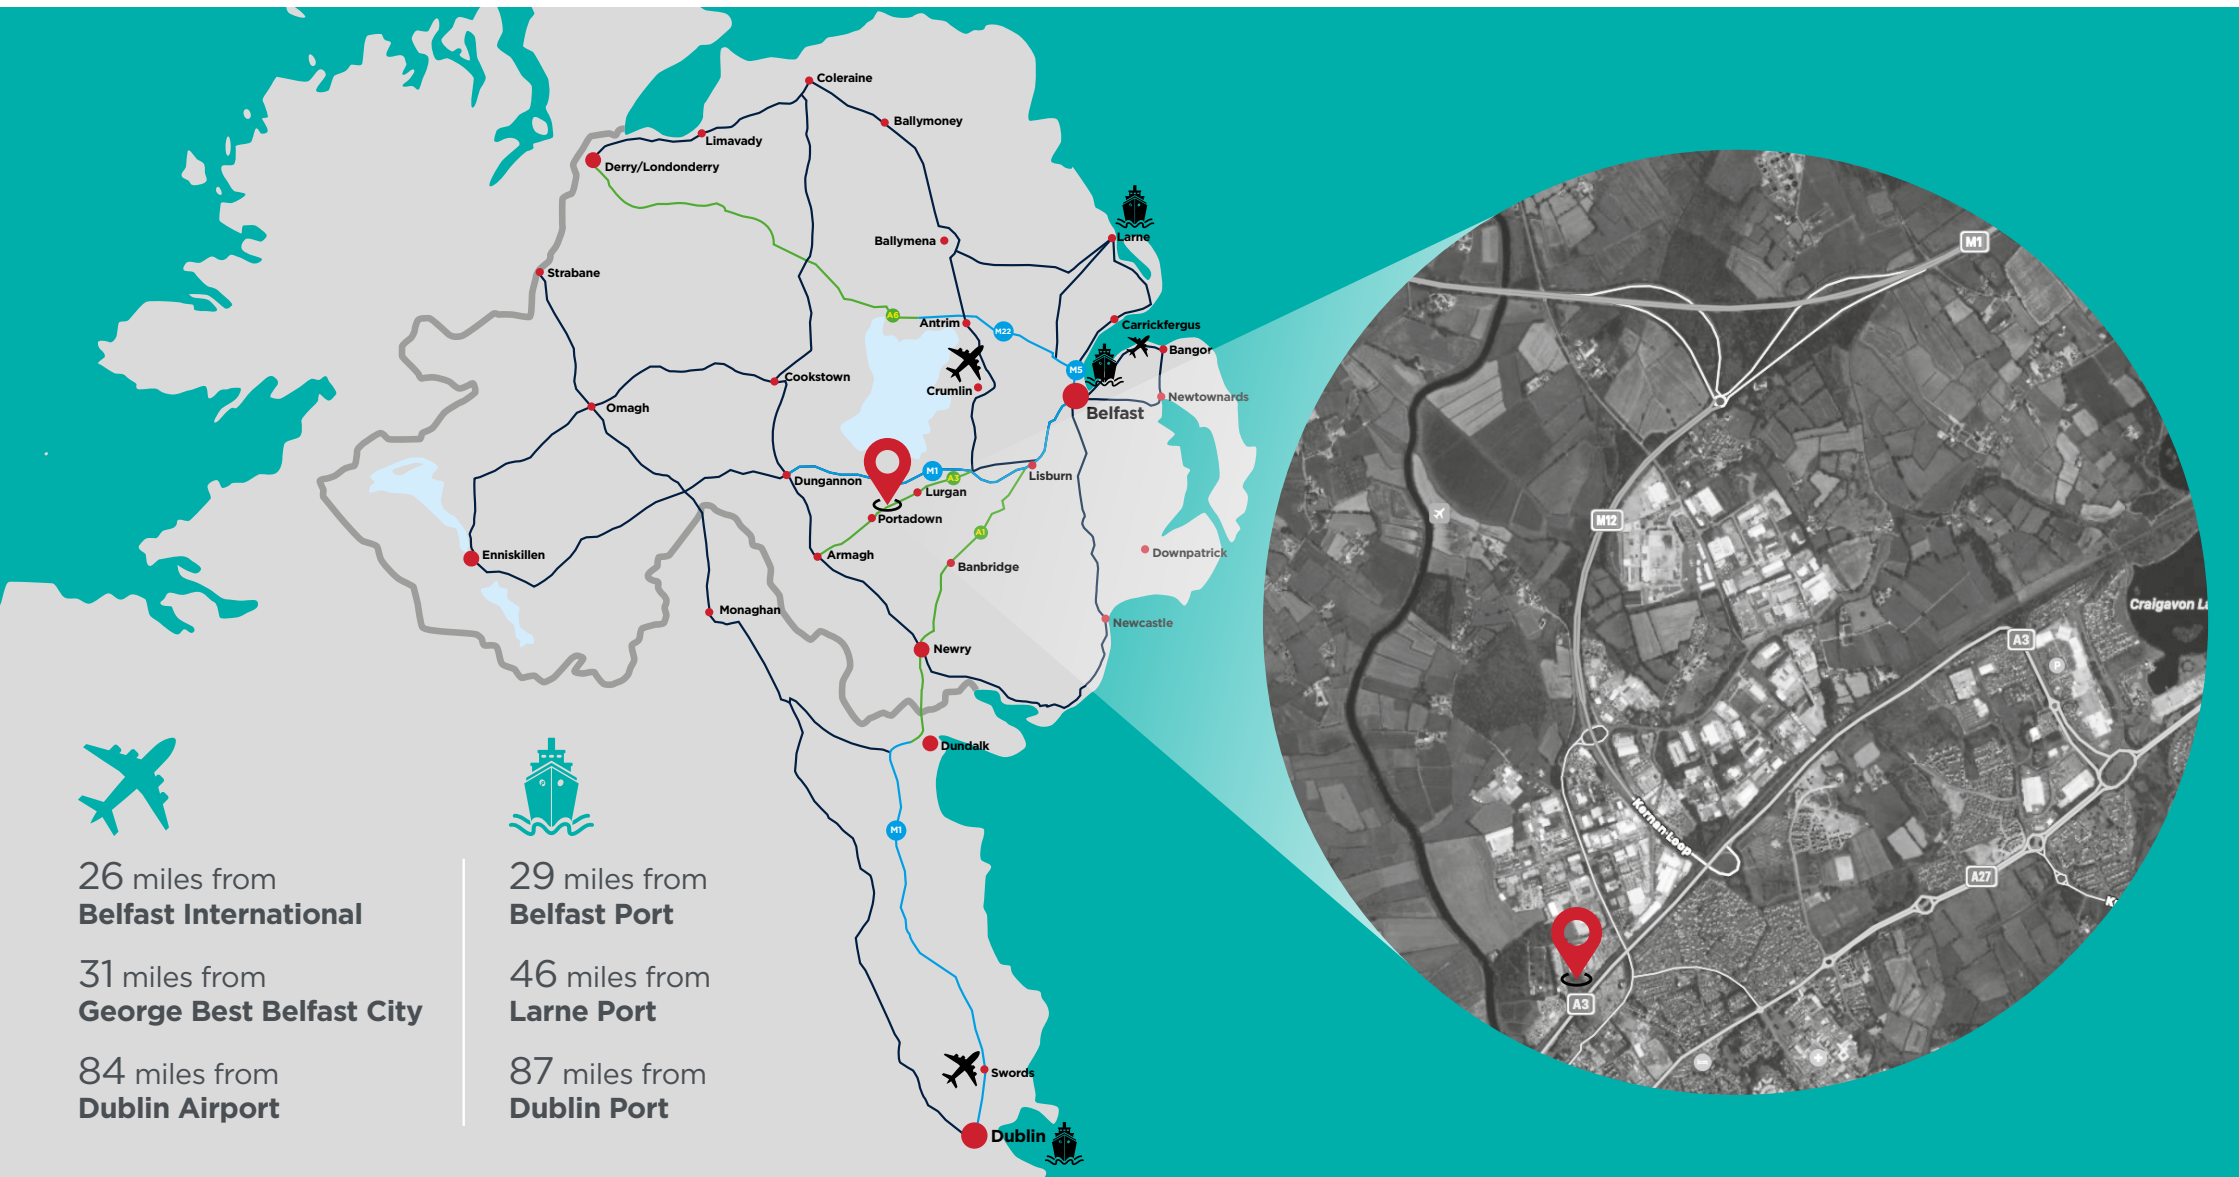 Coleraine
Ballymoney
Limavady
Derry/Londonderry
Ballymena
Larne
Strabane
A6
Antrim
M22
Carrickfergus
Bangor
M5
Crumlin
Cookstown
Newtownards
Omagh
Belfast
M1
A3
Lisburn
Dungannon
Lurgan
Portadown
A1
Enniskillen
Armagh
Banbridge
Downpatrick
Monaghan
Newcastle
Newry
Dundalk
M1
Swords
Dublin
26 miles from
Belfast International
31 miles from
George Best Belfast City
84 miles from
Dublin Airport
29 miles from
Belfast Port
46 miles from
Larne Port
87 miles from
Dublin Port
M1
M12
Craigavon La
A3
P
Kernan Loop
A27
A3